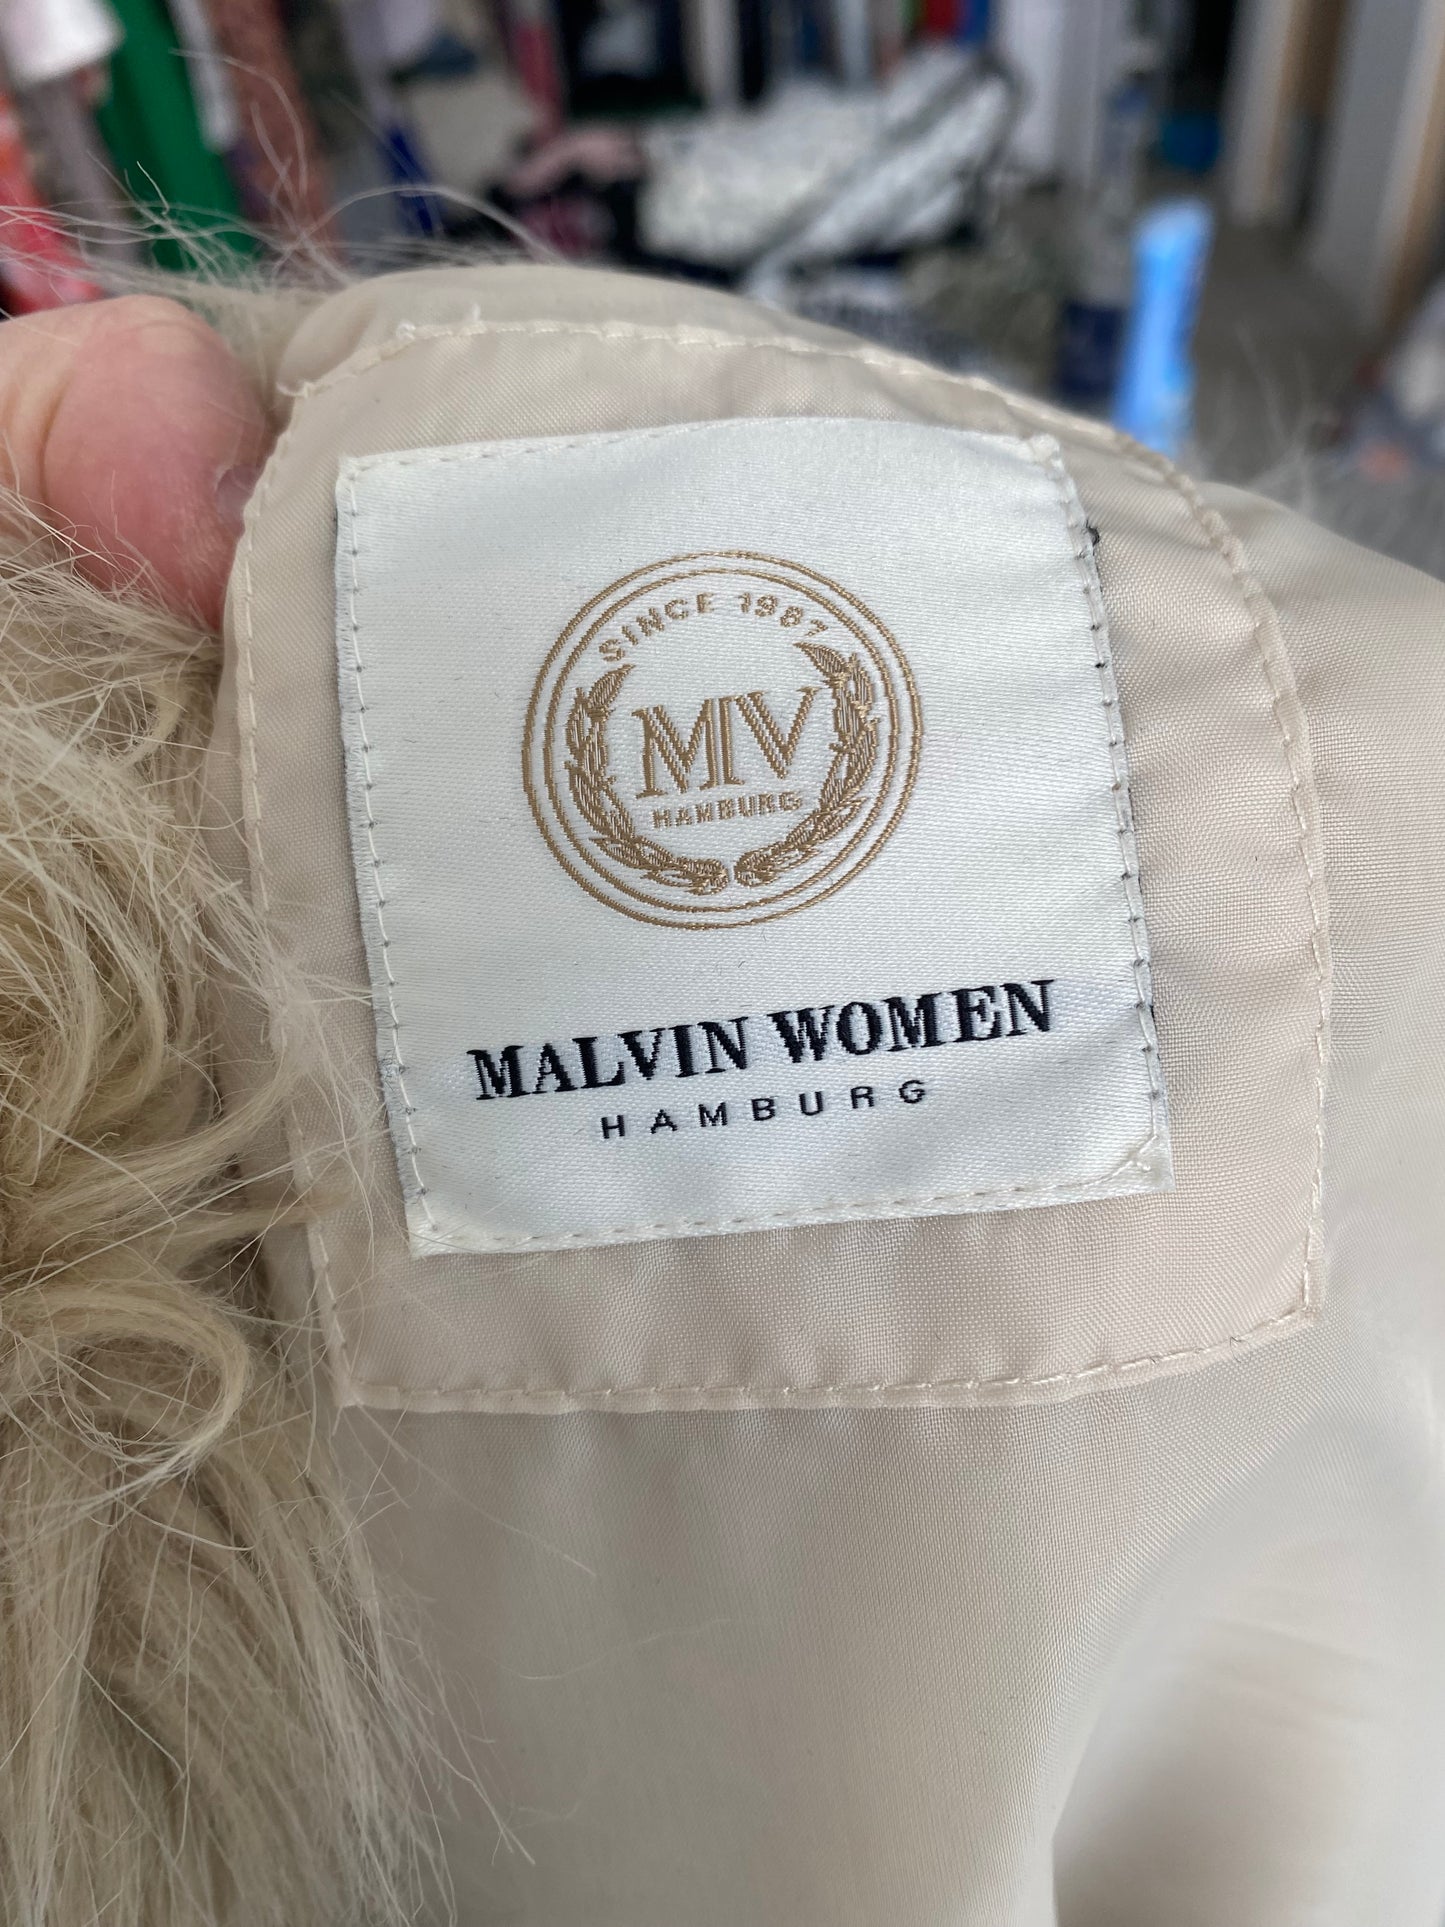 SINCE 1987
MV
HAMBURG
MALVIN WOMEN
HAMBURG